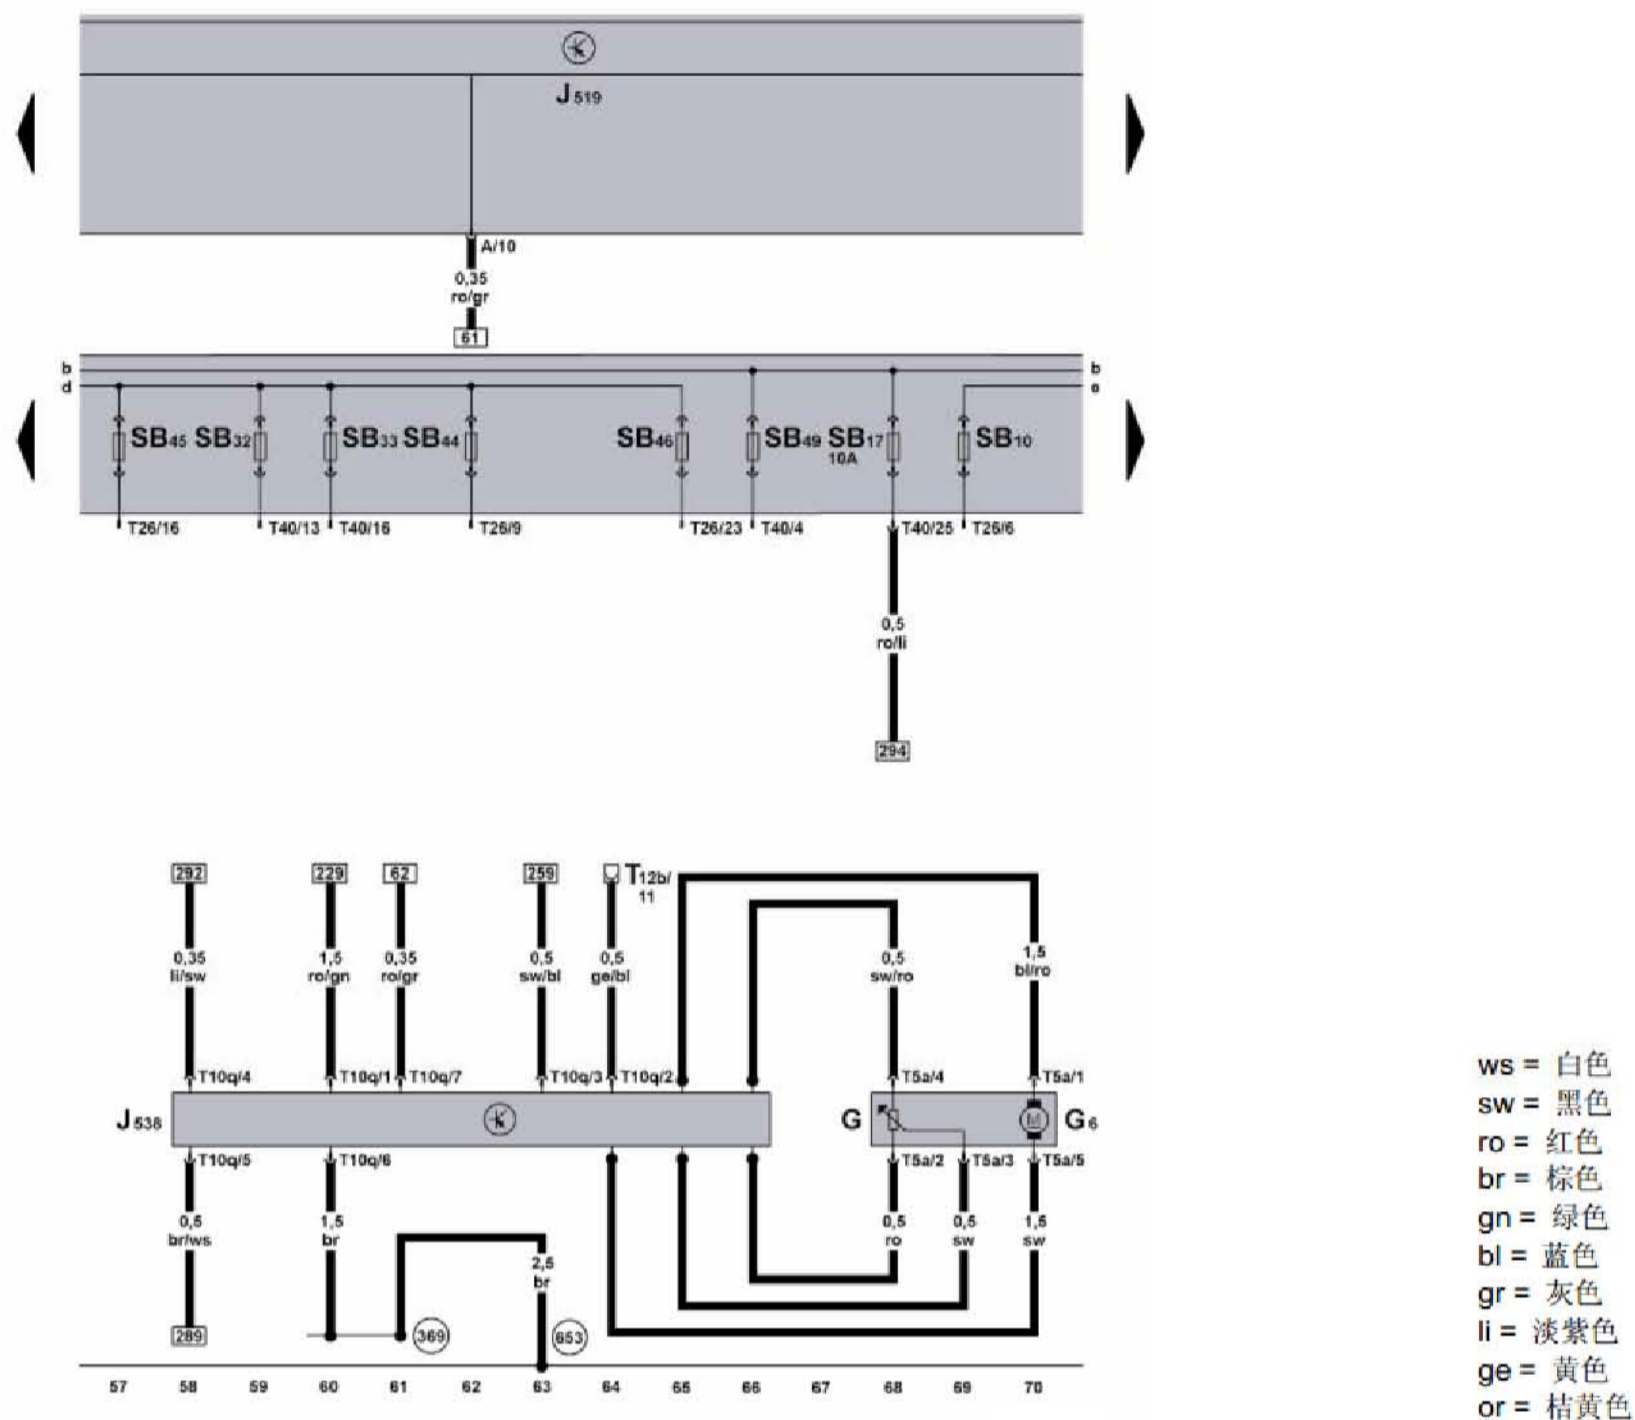 J519
A/10
0,35
ro/gr
61
b b
d e
SB45 SB32 SB33 SB44 SB46 SB49 SB17 SB10
10A
T26/16 T40/13 T40/16 T26/9 T26/23 T40/4 T40/25 T26/6
0,5
ro/li
294
292 229 62 259 T12b/
11
0,35 1,5 0,35 0,5 0,5 0,5 1,5
li/sw ro/gn ro/gr sw/bl ge/bl sw/ro bl/ro
T10q/4 T10q/1 T10q/7 T10q/3 T10q/2 T5a/4 T5a/1
J538 G M G6
T10q/5 T10q/6 T5a/2 T5a/3 T5a/5
0,5 1,5 0,5 0,5 1,5
br/ws br ro sw sw
2,5
br
289 369 653
57 58 59 60 61 62 63 64 65 66 67 68 69 70
ws = 白色
sw = 黑色
ro = 红色
br = 棕色
gn = 绿色
bl = 蓝色
gr = 灰色
li = 淡紫色
ge = 黄色
or = 桔黄色